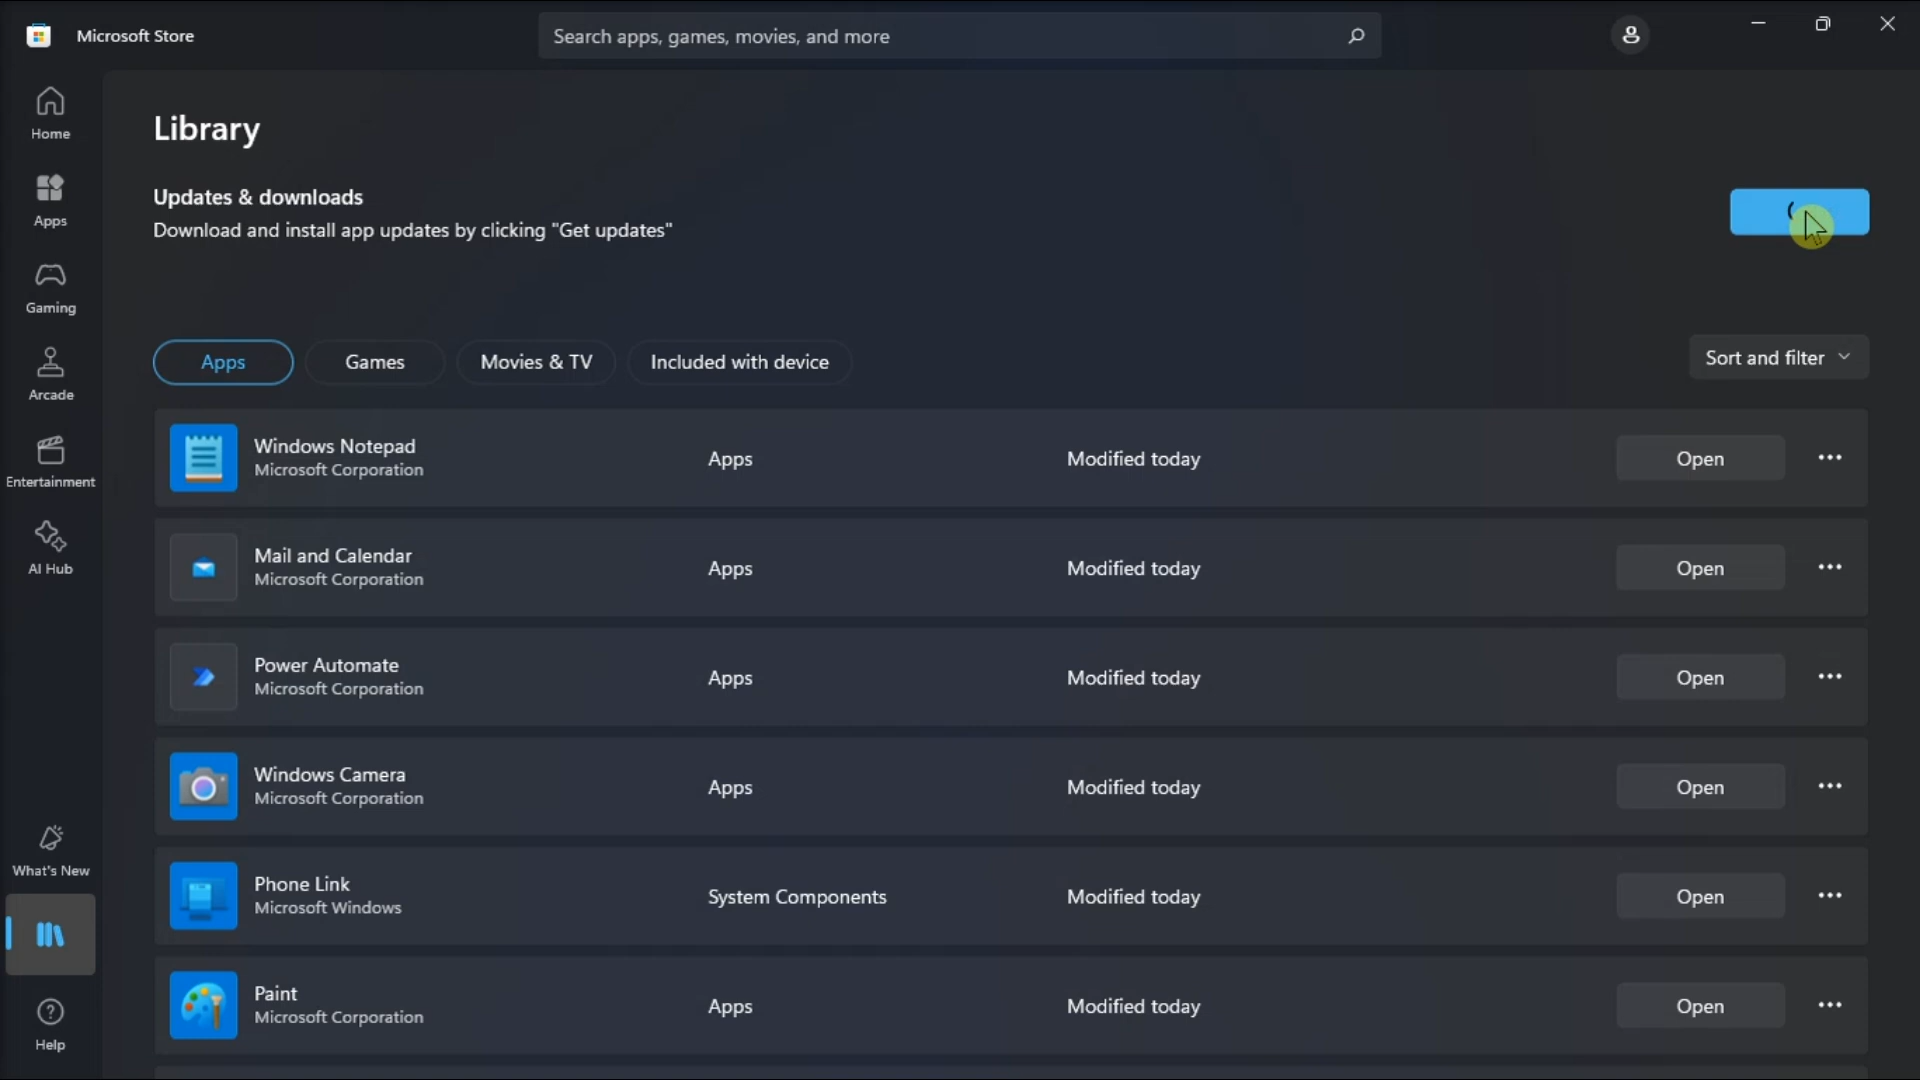 Microsoft Store
Search apps, games, movies, and more
Home
Apps
Gaming
Arcade
Entertainment
AI Hub
What's New
Help
Library
Updates & downloads
Download and install app updates by clicking "Get updates"
Apps Games Movies & TV Included with device
Sort and filter
Windows Notepad
Microsoft Corporation
Apps Modified today Open
Mail and Calendar
Microsoft Corporation
Apps Modified today Open
Power Automate
Microsoft Corporation
Apps Modified today Open
Windows Camera
Microsoft Corporation
Apps Modified today Open
Phone Link
Microsoft Windows
System Components Modified today Open
Paint
Microsoft Corporation
Apps Modified today Open